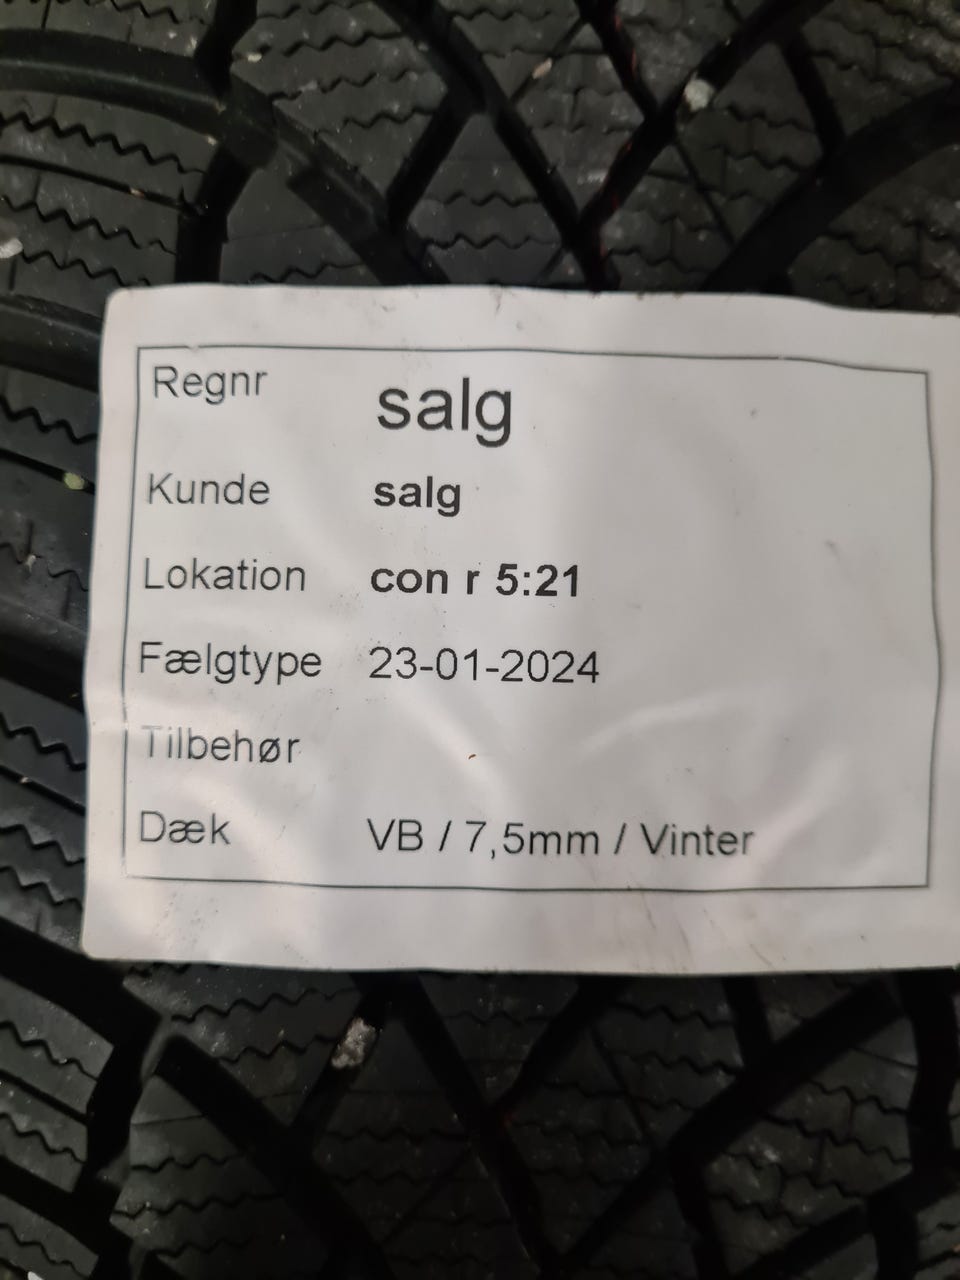 Regnr salg
Kunde salg
Lokation con r 5:21
Fælgtype 23-01-2024
Tilbehør
Dæk VB / 7,5mm / Vinter